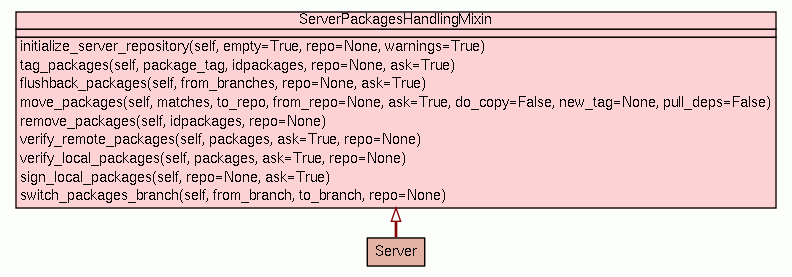 ServerPackagesHandlingMixin
initialize_server_repository(self, empty=True, repo=None, warnings=True)
tag_packages(self, package_tag, idpackages, repo=None, ask=True)
flushback_packages(self, from_branches, repo=None, ask=True)
move_packages(self, matches, to_repo, from_repo=None, ask=True, do_copy=False, new_tag=None, pull_deps=False)
remove_packages(self, idpackages, repo=None)
verify_remote_packages(self, packages, ask=True, repo=None)
verify_local_packages(self, packages, ask=True, repo=None)
sign_local_packages(self, repo=None, ask=True)
switch_packages_branch(self, from_branch, to_branch, repo=None)
Server